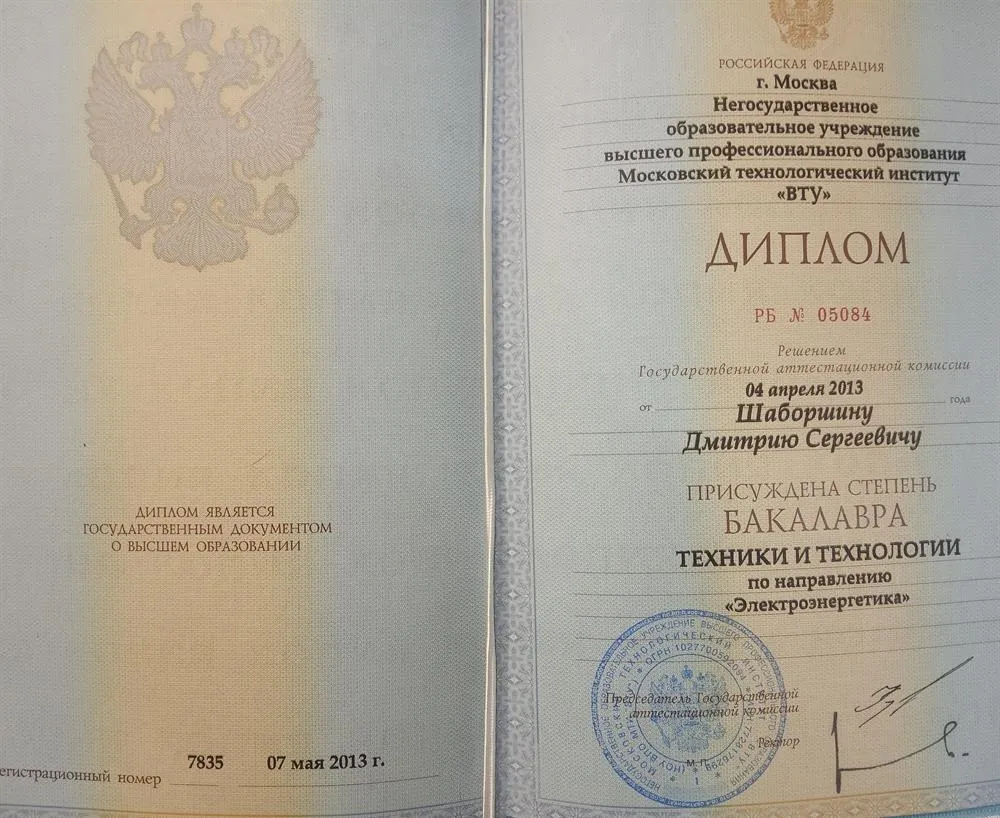 ДИПЛОМ ЯВЛЯЕТСЯ
ГОСУДАРСТВЕННЫМ ДОКУМЕНТОМ
О ВЫСШЕМ ОБРАЗОВАНИИ
егистрационный номер 7835 07 мая 2013 г.
РОССИЙСКАЯ ФЕДЕРАЦИЯ
г. Москва
Негосударственное
образовательное учреждение
высшего профессионального образования
Московский технологический институт
«ВТУ»
ДИПЛОМ
РБ № 05084
Решением
Государственной аттестационной комиссии
от 04 апреля 2013 года
Шаборшину
Дмитрию Сергеевичу
ПРИСУЖДЕНА СТЕПЕНЬ
БАКАЛАВРА
ТЕХНИКИ И ТЕХНОЛОГИИ
по направлению
«Электроэнергетика»
Председатель Государственной
аттестационной комиссии
Ректор
М.П.